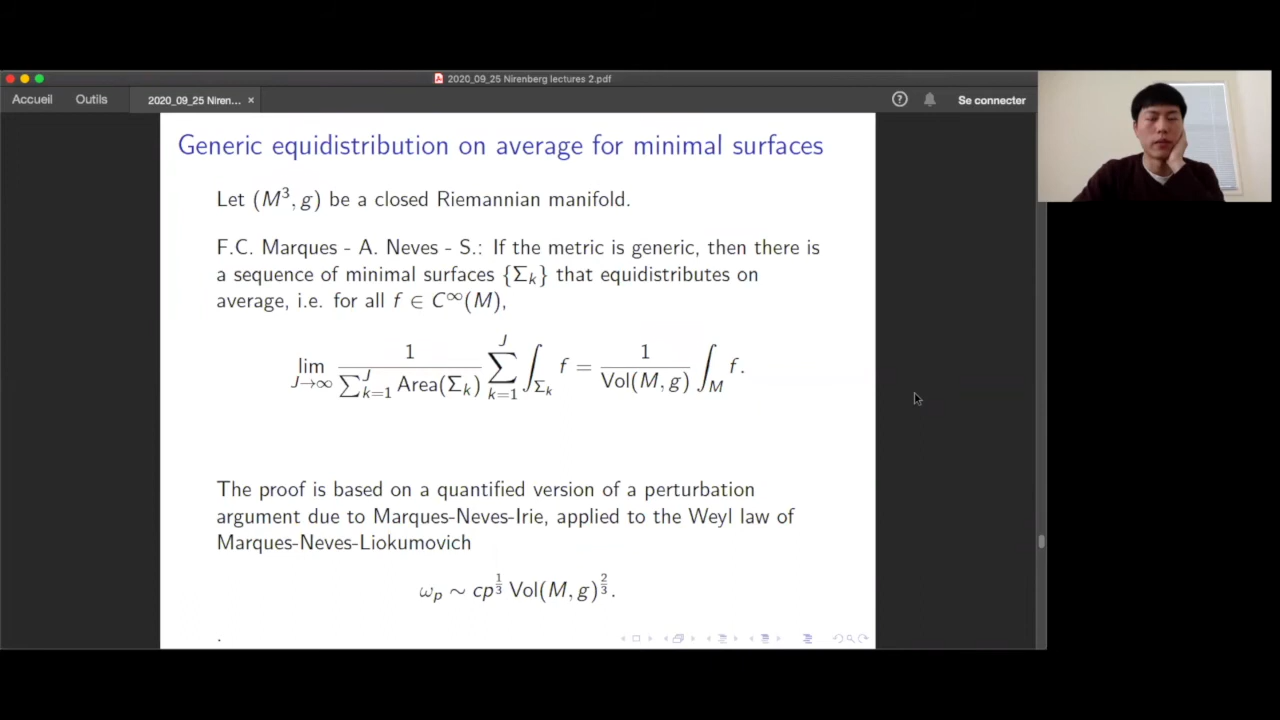 2020_09_25 Nirenberg lectures 2.pdf
Accueil Outils 2020_09_25 Niren... × Se connecter
Generic equidistribution on average for minimal surfaces
Let (M³, g) be a closed Riemannian manifold.
F.C. Marques - A. Neves - S.: If the metric is generic, then there is
a sequence of minimal surfaces {Σ_k} that equidistributes on
average, i.e. for all f ∈ C^∞(M),
lim_{J→∞} \frac{1}{∑_{k=1}^{J} Area(Σ_k)} ∑_{k=1}^{J} ∫_{Σ_k} f = \frac{1}{Vol(M, g)} ∫_M f.
The proof is based on a quantified version of a perturbation
argument due to Marques-Neves-Irie, applied to the Weyl law of
Marques-Neves-Liokumovich
ω_p ∼ cp^{\frac{1}{3}} Vol(M, g)^{\frac{2}{3}}.
.